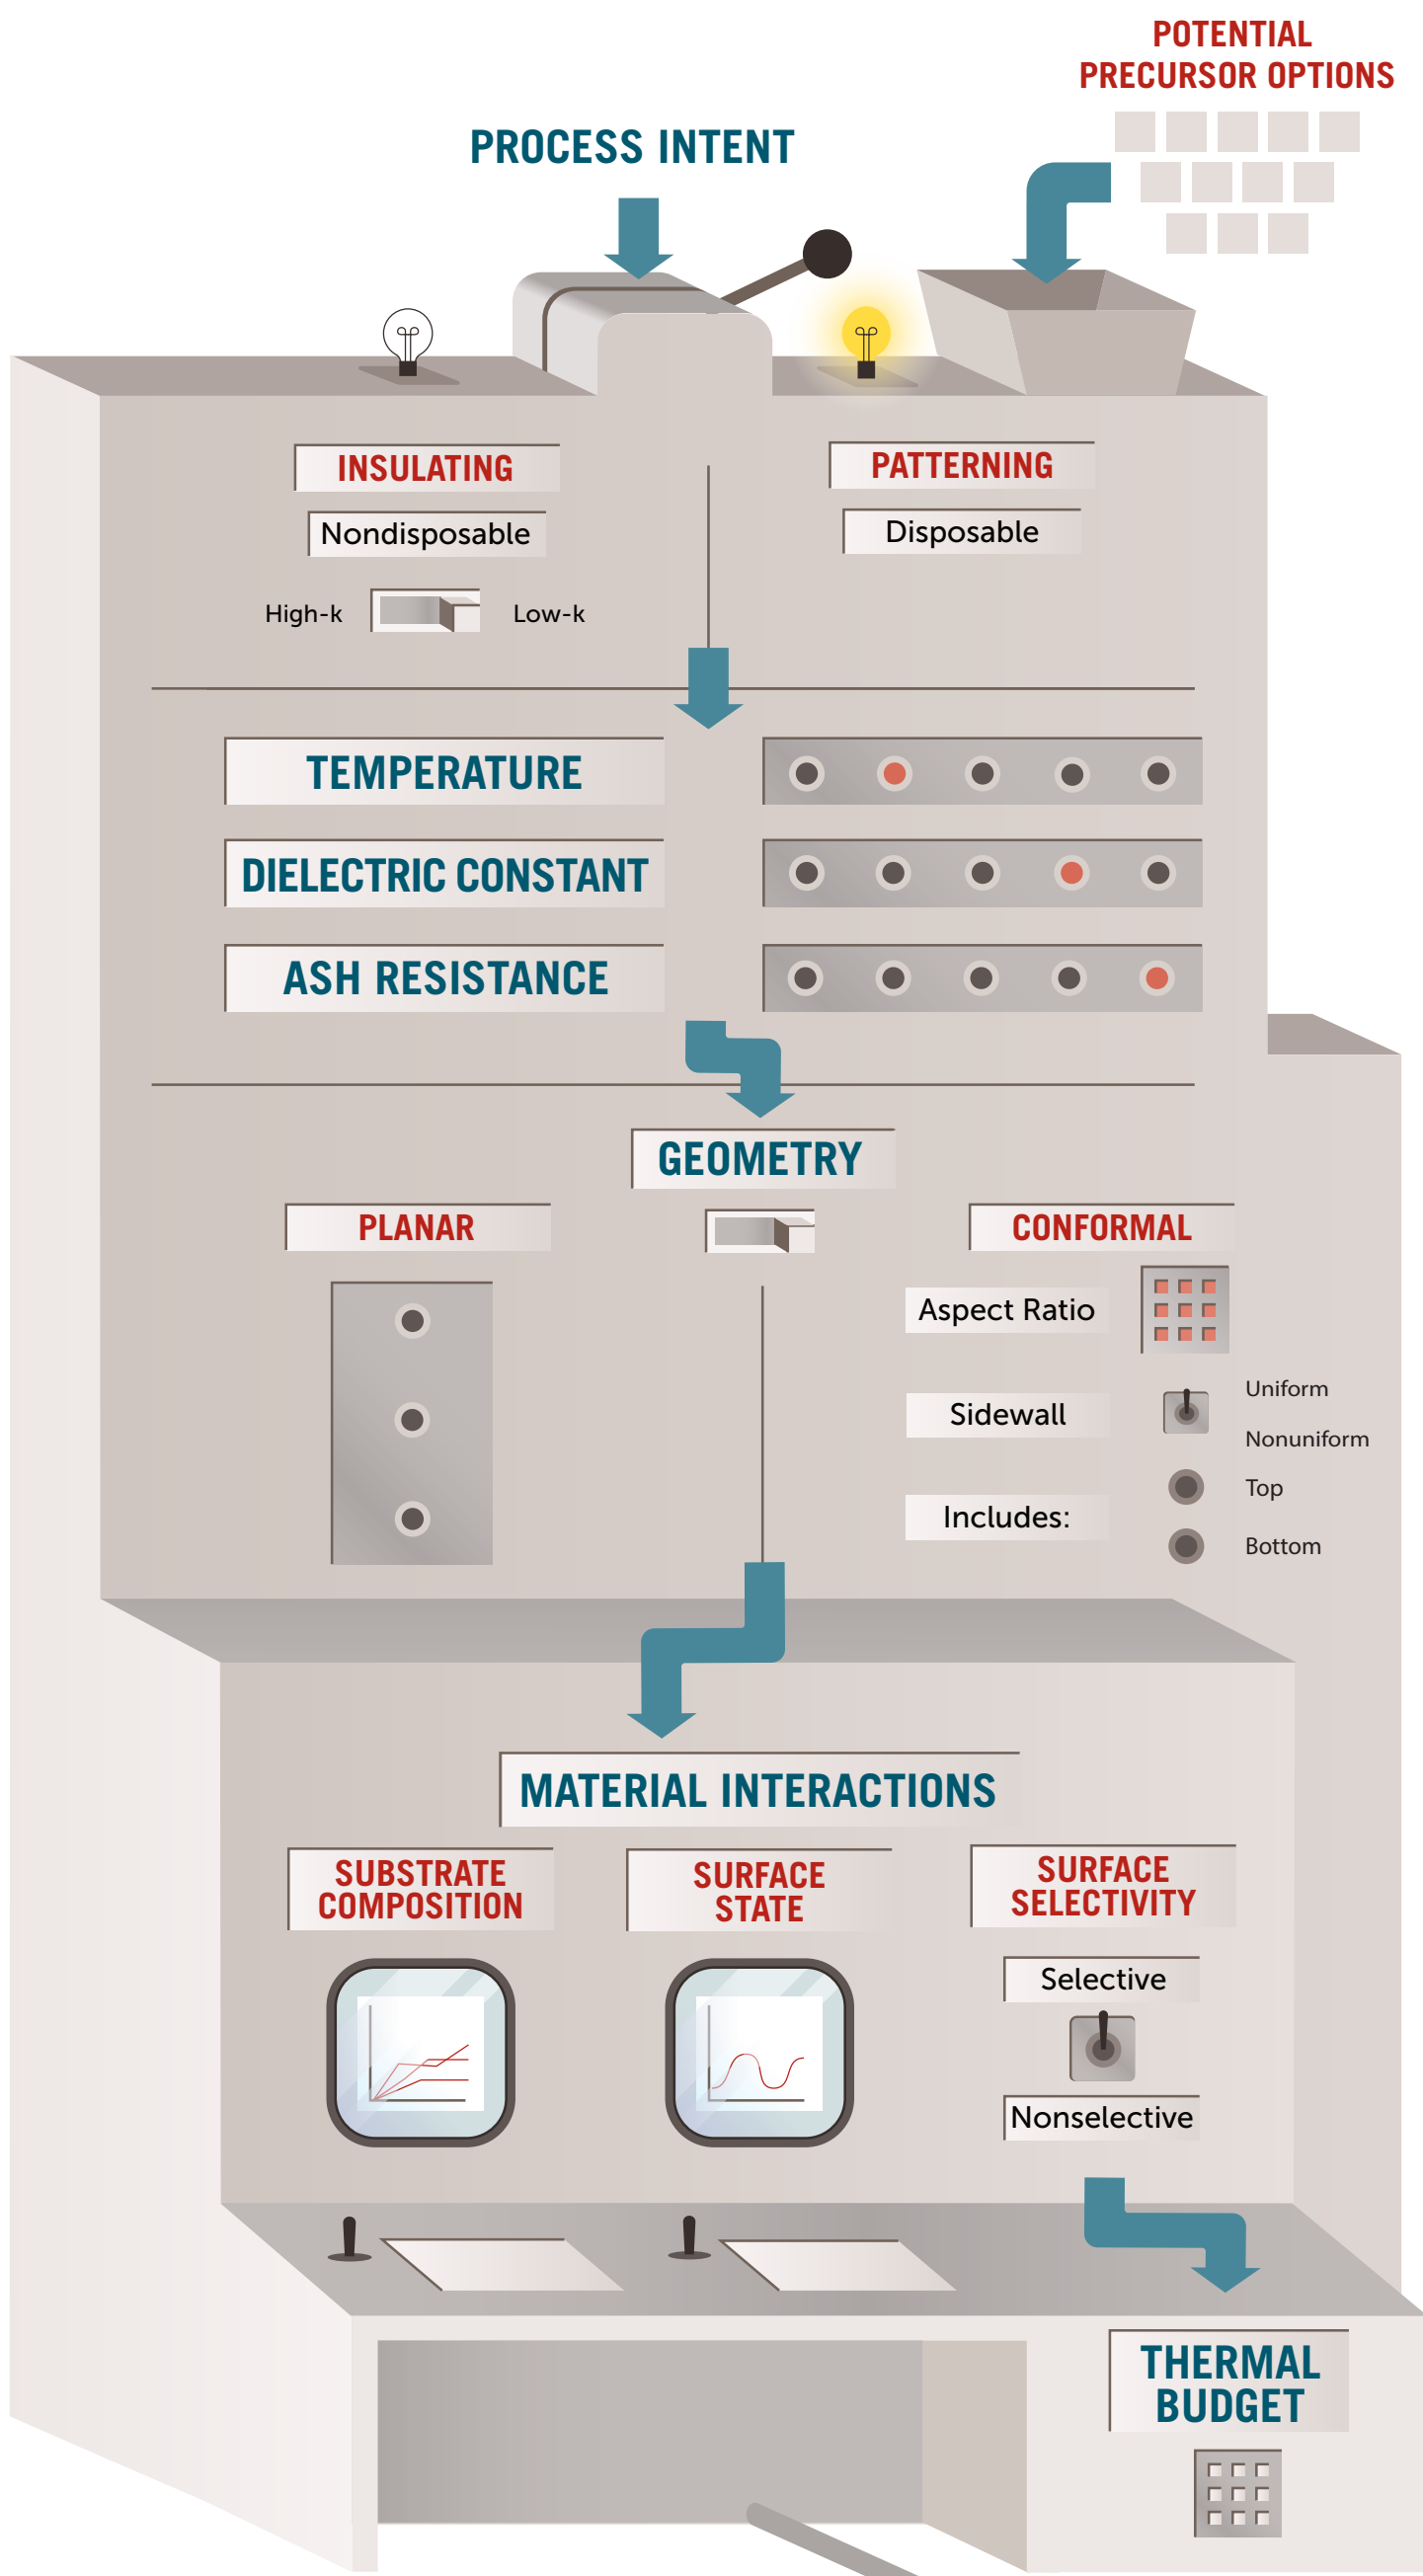 POTENTIAL
PRECURSOR OPTIONS
PROCESS INTENT
INSULATING
Nondisposable
High-k
Low-k
PATTERNING
Disposable
TEMPERATURE
DIELECTRIC CONSTANT
ASH RESISTANCE
GEOMETRY
PLANAR
CONFORMAL
Aspect Ratio
Sidewall
Uniform
Nonuniform
Includes:
Top
Bottom
MATERIAL INTERACTIONS
SUBSTRATE
COMPOSITION
SURFACE
STATE
SURFACE
SELECTIVITY
Selective
Nonselective
THERMAL
BUDGET